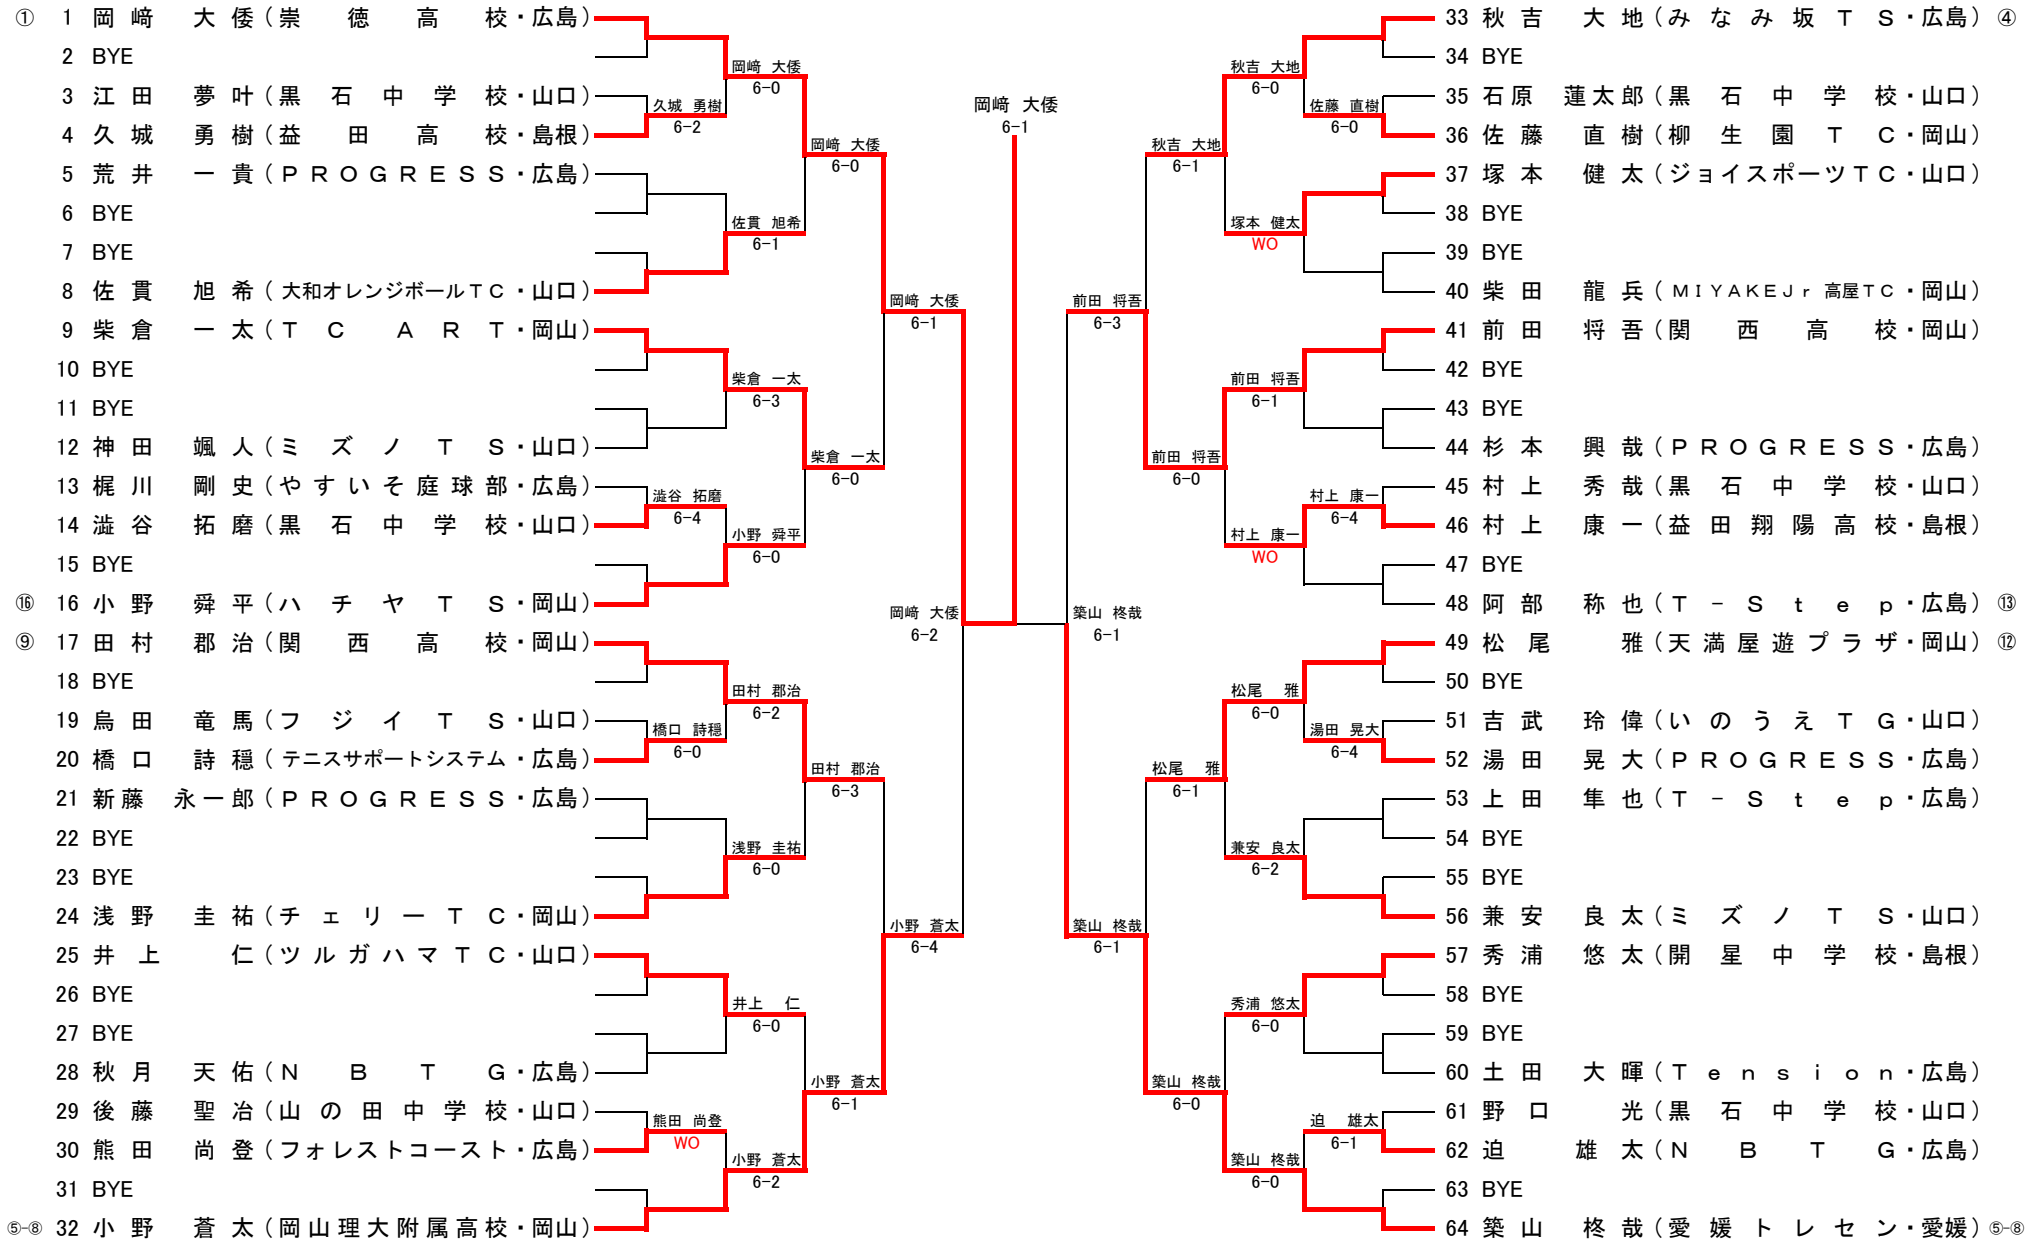 ① 1 岡﨑 大倭(崇徳高校・広島)
2 BYE
3 江田 夢叶(黒石中学校・山口)
4 久城 勇樹(益田高校・島根)
5 荒井 一貴(PROGRESS・広島)
6 BYE
7 BYE
8 佐貫 旭希(大和オレンジボールTC・山口)
9 柴倉 一太(TC ART・岡山)
10 BYE
11 BYE
12 神田 颯人(ミズノTS・山口)
13 梶川 剛史(やすいそ庭球部・広島)
14 澁谷 拓磨(黒石中学校・山口)
15 BYE
⑯ 16 小野 舜平(ハチヤTS・岡山)
⑨ 17 田村 郡治(関西高校・岡山)
18 BYE
19 烏田 竜馬(フジイTS・山口)
20 橋口 詩穏(テニスサポートシステム・広島)
21 新藤 永一郎(PROGRESS・広島)
22 BYE
23 BYE
24 浅野 圭祐(チェリーTC・岡山)
25 井上 仁(ツルガハマTC・山口)
26 BYE
27 BYE
28 秋月 天佑(NBTG・広島)
29 後藤 聖冶(山の田中学校・山口)
30 熊田 尚登(フォレストコースト・広島)
31 BYE
⑤-⑧ 32 小野 蒼太(岡山理大附属高校・岡山)
久城 勇樹
6-2
澁谷 拓磨
6-4
橋口 詩穏
6-0
熊田 尚登
WO
岡﨑 大倭
6-0
佐貫 旭希
6-1
柴倉 一太
6-3
小野 舜平
6-0
田村 郡治
6-2
浅野 圭祐
6-0
井上 仁
6-0
小野 蒼太
6-2
岡﨑 大倭
6-0
柴倉 一太
6-0
田村 郡治
6-3
小野 蒼太
6-1
岡﨑 大倭
6-1
小野 蒼太
6-4
岡﨑 大倭
6-2
岡﨑 大倭
6-1
築山 柊哉
6-1
前田 将吾
6-3
築山 柊哉
6-1
秋吉 大地
6-1
前田 将吾
6-0
松尾 雅
6-1
築山 柊哉
6-0
秋吉 大地
6-0
塚本 健太
WO
前田 将吾
6-1
村上 康一
WO
松尾 雅
6-0
兼安 良太
6-2
秀浦 悠太
6-0
築山 柊哉
6-0
佐藤 直樹
6-0
村上 康一
6-4
湯田 晃大
6-4
迫 雄太
6-1
33 秋吉 大地(みなみ坂TS・広島) ④
34 BYE
35 石原 蓮太郎(黒石中学校・山口)
36 佐藤 直樹(柳生園TC・岡山)
37 塚本 健太(ジョイスポーツTC・山口)
38 BYE
39 BYE
40 柴田 龍兵(MIYAKEJr 高屋TC・岡山)
41 前田 将吾(関西高校・岡山)
42 BYE
43 BYE
44 杉本 興哉(PROGRESS・広島)
45 村上 秀哉(黒石中学校・山口)
46 村上 康一(益田翔陽高校・島根)
47 BYE
48 阿部 称也(T-Step・広島) ⑬
49 松尾 雅(天満屋遊プラザ・岡山) ⑫
50 BYE
51 吉武 玲偉(いのうえTG・山口)
52 湯田 晃大(PROGRESS・広島)
53 上田 隼也(T-Step・広島)
54 BYE
55 BYE
56 兼安 良太(ミズノTS・山口)
57 秀浦 悠太(開星中学校・島根)
58 BYE
59 BYE
60 土田 大暉(Tension・広島)
61 野口 光(黒石中学校・山口)
62 迫 雄太(NBTG・広島)
63 BYE
64 築山 柊哉(愛媛トレセン・愛媛) ⑤-⑧